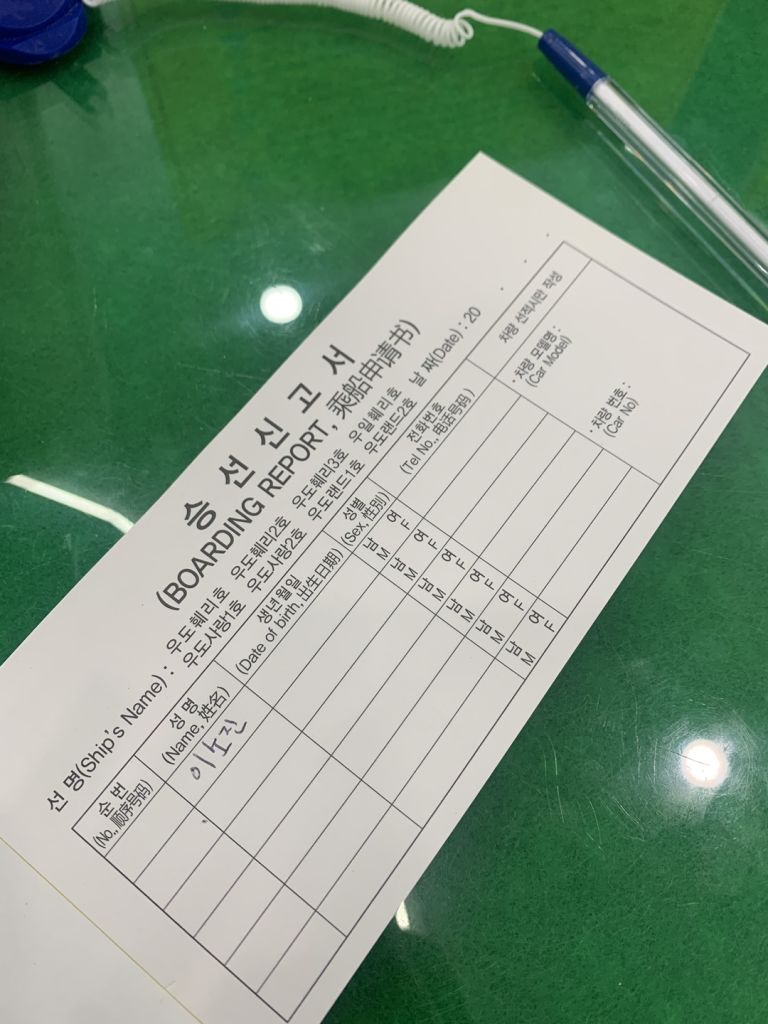 승 선 신 고 서
(BOARDING REPORT, 乘船申请书)
선 명(Ship's Name) : 우도훼리호 우도훼리2호 우도훼리3호 우일훼리호 날 짜(Date) : 20 . .
우도사랑1호 우도사랑2호 우도랜드1호 우도랜드2호
순 번
(No., 顺序号码)
성 명
(Name, 姓名)
생년월일
(Date of birth, 出生日期)
성별
(Sex, 性别)
전화번호
(Tel No., 电话号码)
차량 선적시만 작성
이도진
남 여
M F
남 여
M F
남 여
M F
남 여
M F
남 여
M F
남 여
M F
· 차량 모델명 :
(Car Model)
· 차량 번호 :
(Car No)